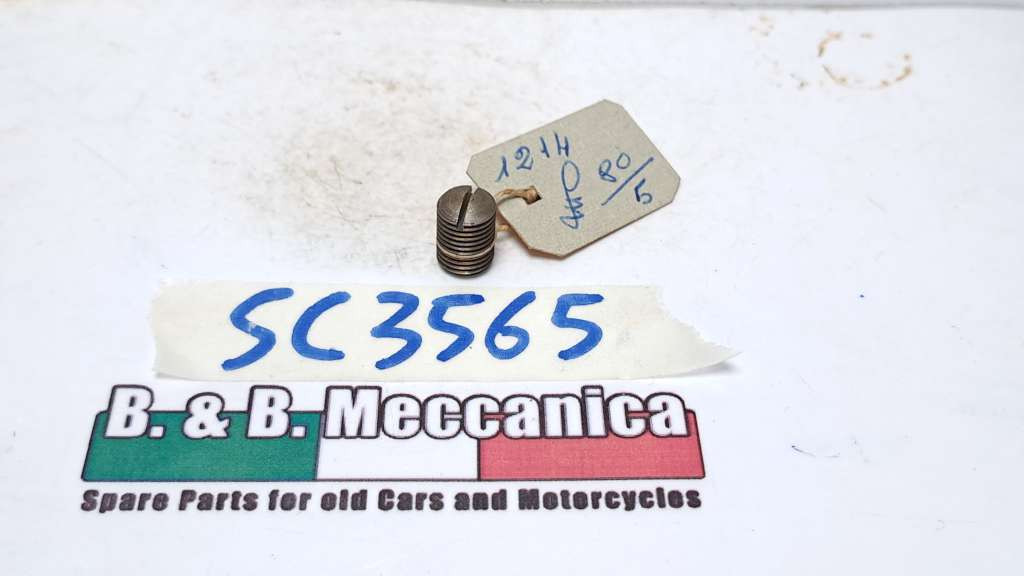 1214
80/5
SC3565
B. & B. Meccanica
Spare Parts for old Cars and Motorcycles